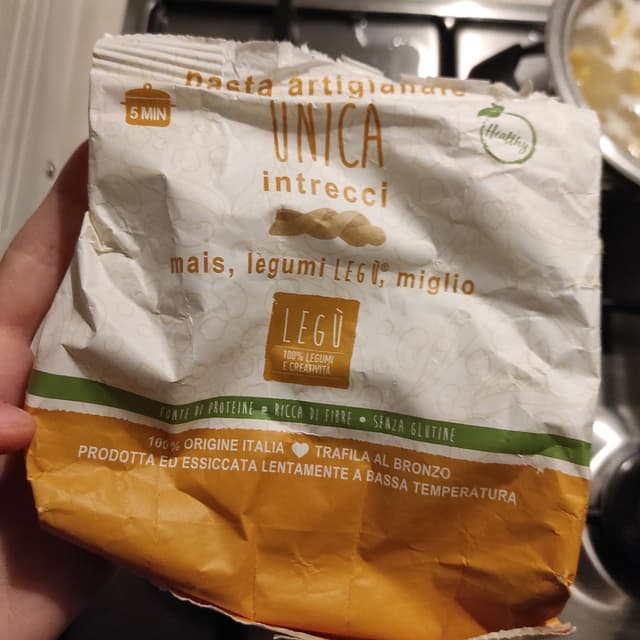 pasta artigianale
5 MIN
UNICA
Healthy
intrecci
mais, lègumi LEGÙ®, miglio
LEGÙ
100% LEGUMI
E CREATIVITÀ
FONTE DI PROTEINE • RICCA DI FIBRE • SENZA GLUTINE
100% ORIGINE ITALIA TRAFILA AL BRONZO
PRODOTTA ED ESSICCATA LENTAMENTE A BASSA TEMPERATURA